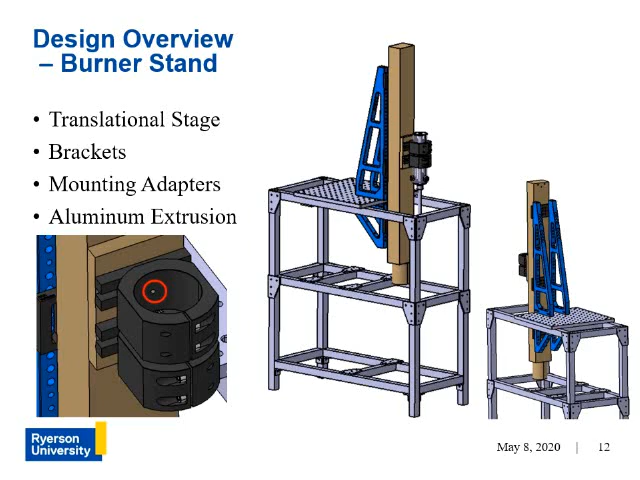 Design Overview
– Burner Stand
• Translational Stage
• Brackets
• Mounting Adapters
• Aluminum Extrusion
Ryerson
University
May 8, 2020 | 12